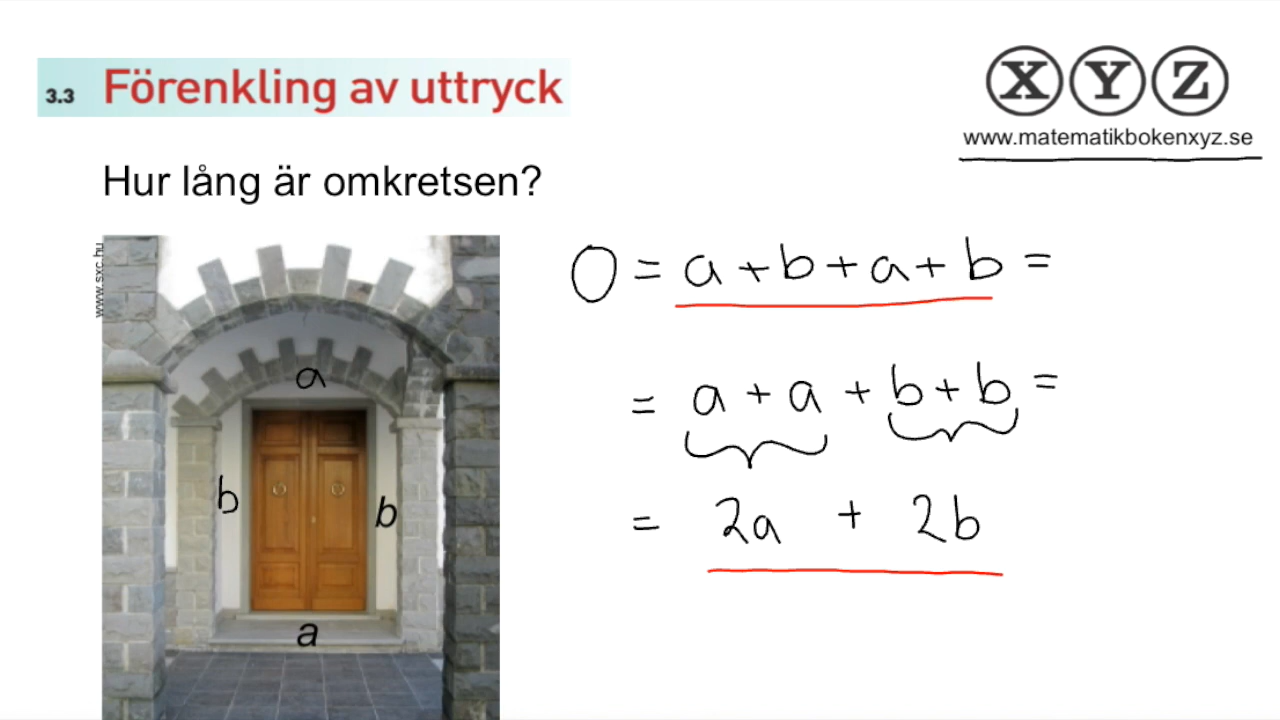 3.3 Förenkling av uttryck
XYZ
www.matematikbokenxyz.se
Hur lång är omkretsen?
www.sxc.hu
a
b
b
a
O = a + b + a + b =
= a + a + b + b =
= 2a + 2b